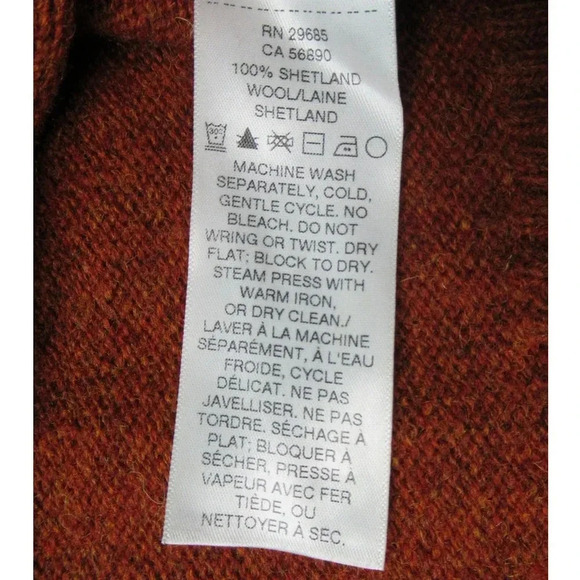 RN 29685
CA 56890
100% SHETLAND
WOOL/LAINE
SHETLAND
30C
MACHINE WASH
SEPARATELY, COLD,
GENTLE CYCLE. NO
BLEACH. DO NOT
WRING OR TWIST. DRY
FLAT; BLOCK TO DRY.
STEAM PRESS WITH
WARM IRON,
OR DRY CLEAN./
LAVER À LA MACHINE
SÉPARÉMENT, À L'EAU
FROIDE, CYCLE
DÉLICAT. NE PAS
JAVELLISER. NE PAS
TORDRE. SÉCHAGE À
PLAT; BLOQUER À
SÉCHER, PRESSE À
VAPEUR AVEC FER
TIÈDE, OU
NETTOYER À SEC.